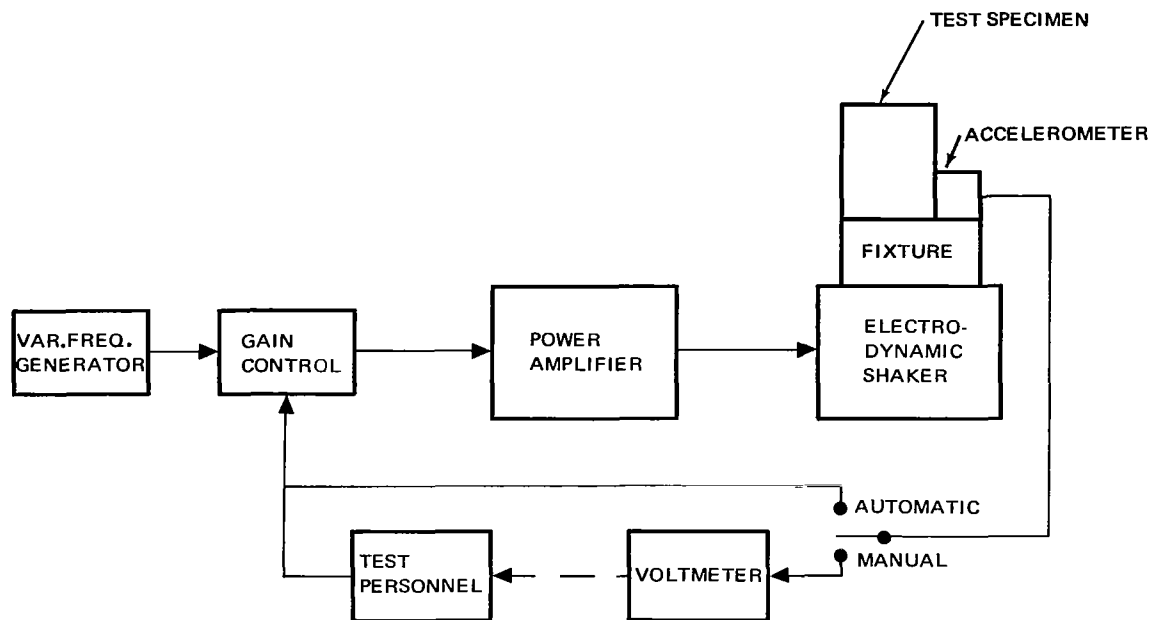 TEST SPECIMEN
ACCELEROMETER
FIXTURE
VAR.FREQ.
GENERATOR
GAIN
CONTROL
POWER
AMPLIFIER
ELECTRO-
DYNAMIC
SHAKER
AUTOMATIC
MANUAL
TEST
PERSONNEL
VOLTMETER